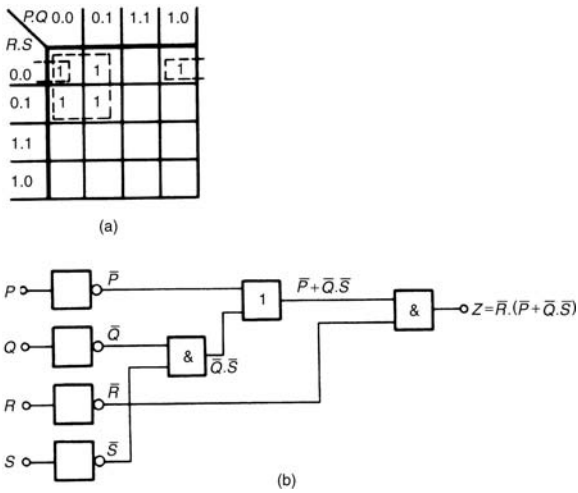 P.Q 0.0 0.1 1.1 1.0
R.S
0.0 1 1 1
0.1 1 1
1.1
1.0
(a)
P P̄ 1 P̄+Q̄.S̄ & Z=R̄.(P̄+Q̄.S̄)
Q Q̄ & Q̄.S̄
R R̄
S S̄
(b)